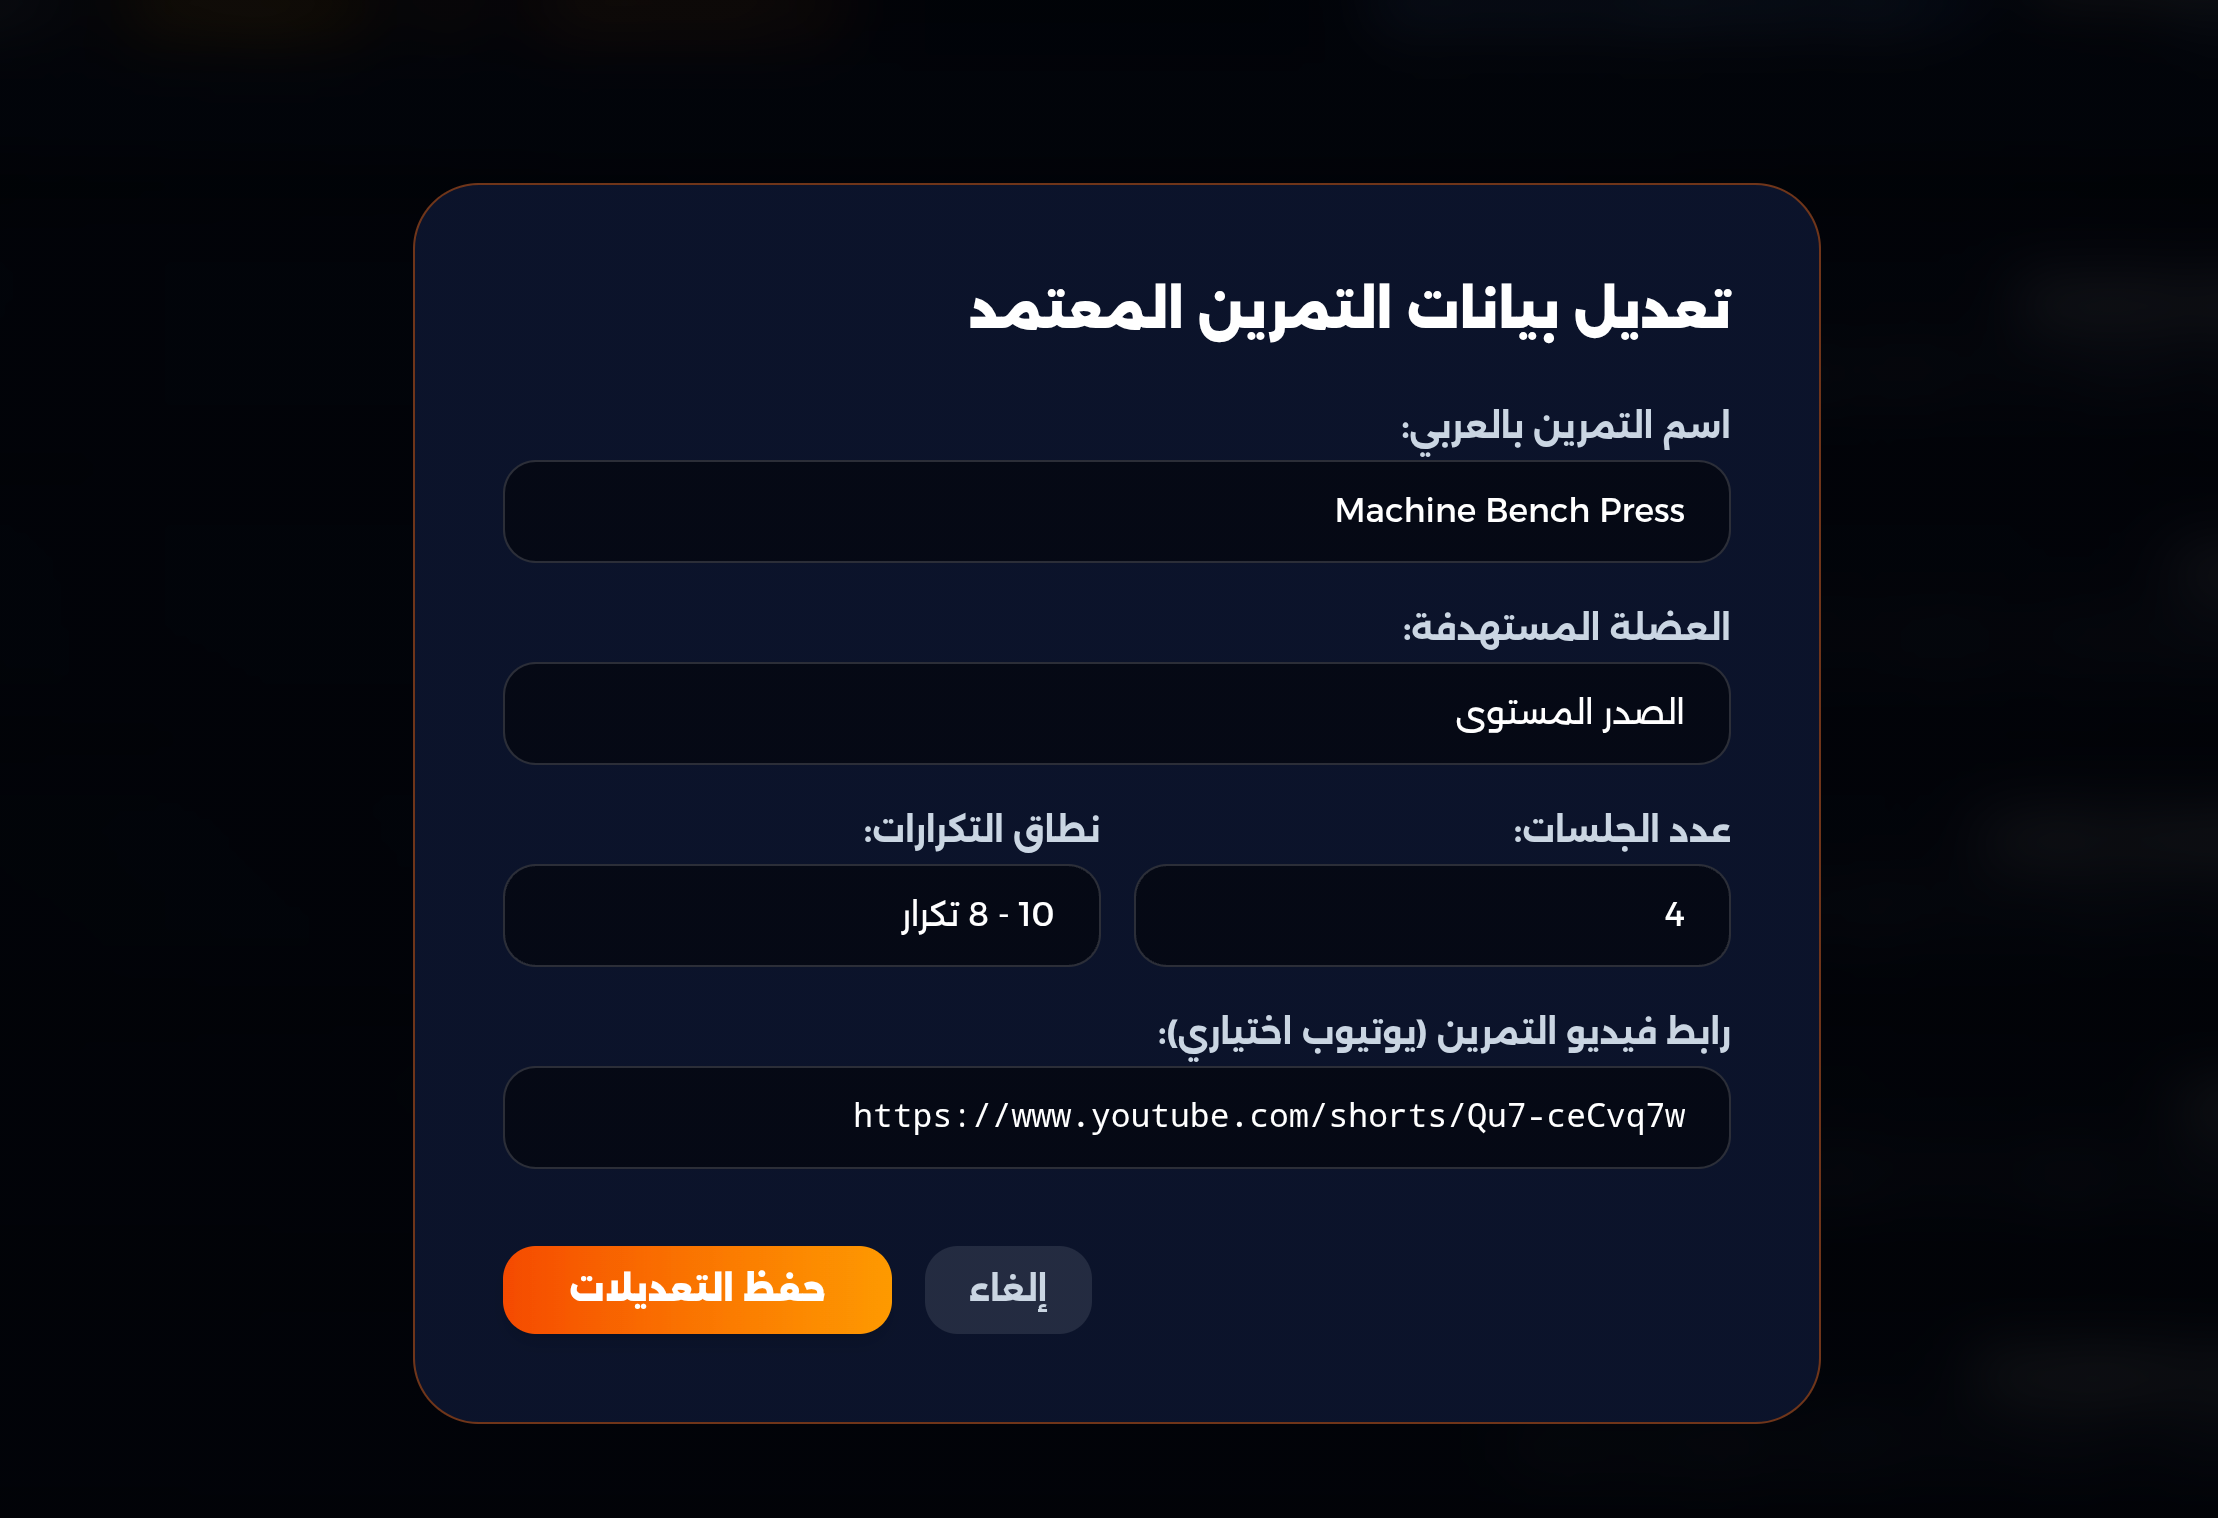 تعديل بيانات التمرين المعتمد
اسم التمرين بالعربي:
Machine Bench Press
العضلة المستهدفة:
الصدر المستوى
عدد الجلسات:
4
نطاق التكرارات:
10 - 8 تكرار
رابط فيديو التمرين (يوتيوب اختياري):
https://www.youtube.com/shorts/Qu7-ceCvq7w
إلغاء
حفظ التعديلات